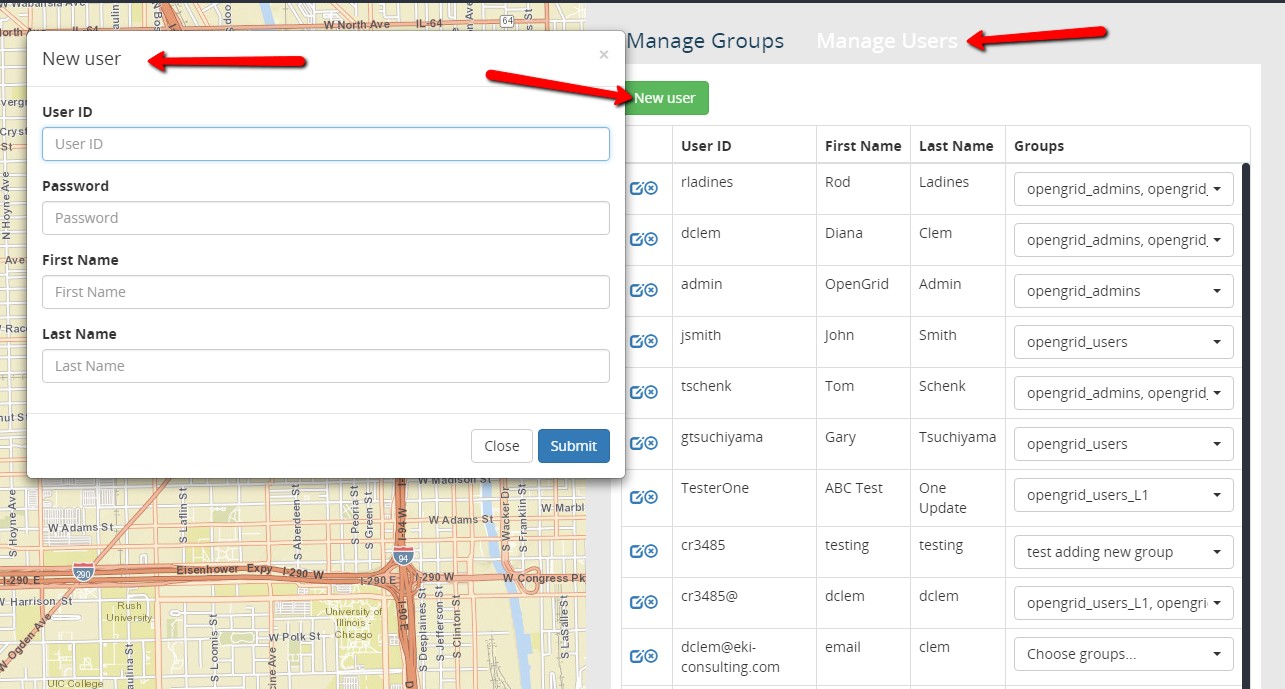 W North Ave
IL-64
64
W North Ave
New user
×
User ID
User ID
Password
Password
First Name
First Name
Last Name
Last Name
Close
Submit
Manage Groups
Manage Users
New user
User ID
First Name
Last Name
Groups
rladines
Rod
Ladines
opengrid_admins, opengrid_
dclem
Diana
Clem
opengrid_admins, opengrid_
admin
OpenGrid
Admin
opengrid_admins
jsmith
John
Smith
opengrid_users
tschenk
Tom
Schenk
opengrid_admins, opengrid_
gtsuchiyama
Gary
Tsuchiyama
opengrid_users
TesterOne
ABC Test
One
Update
opengrid_users_L1
cr3485
testing
testing
test adding new group
cr3485@
dclem
dclem
opengrid_users_L1, opengri
dclem@eki-
consulting.com
email
clem
Choose groups...
N Hoyne Ave
W Madison St
S Hoyne Ave
W Adams St
S Laflin St
S Aberdeen St
S Peoria St
S Green St
I-94 W
W Adams St
S Wacker Dr
S Franklin St
W Marbl
I-290 E
290
Eisenhower Expy
I-290 W
94
I-290 W
I-290 E
W Congress Pk
W Harrison St
Rush
University
University of
Illinois -
Chicago
W Ogden Ave
S Loomis St
W Polk St
I-90 E
S Desplaines St
S Jefferson St
S Clinton St
S LaSalle St
UIC College